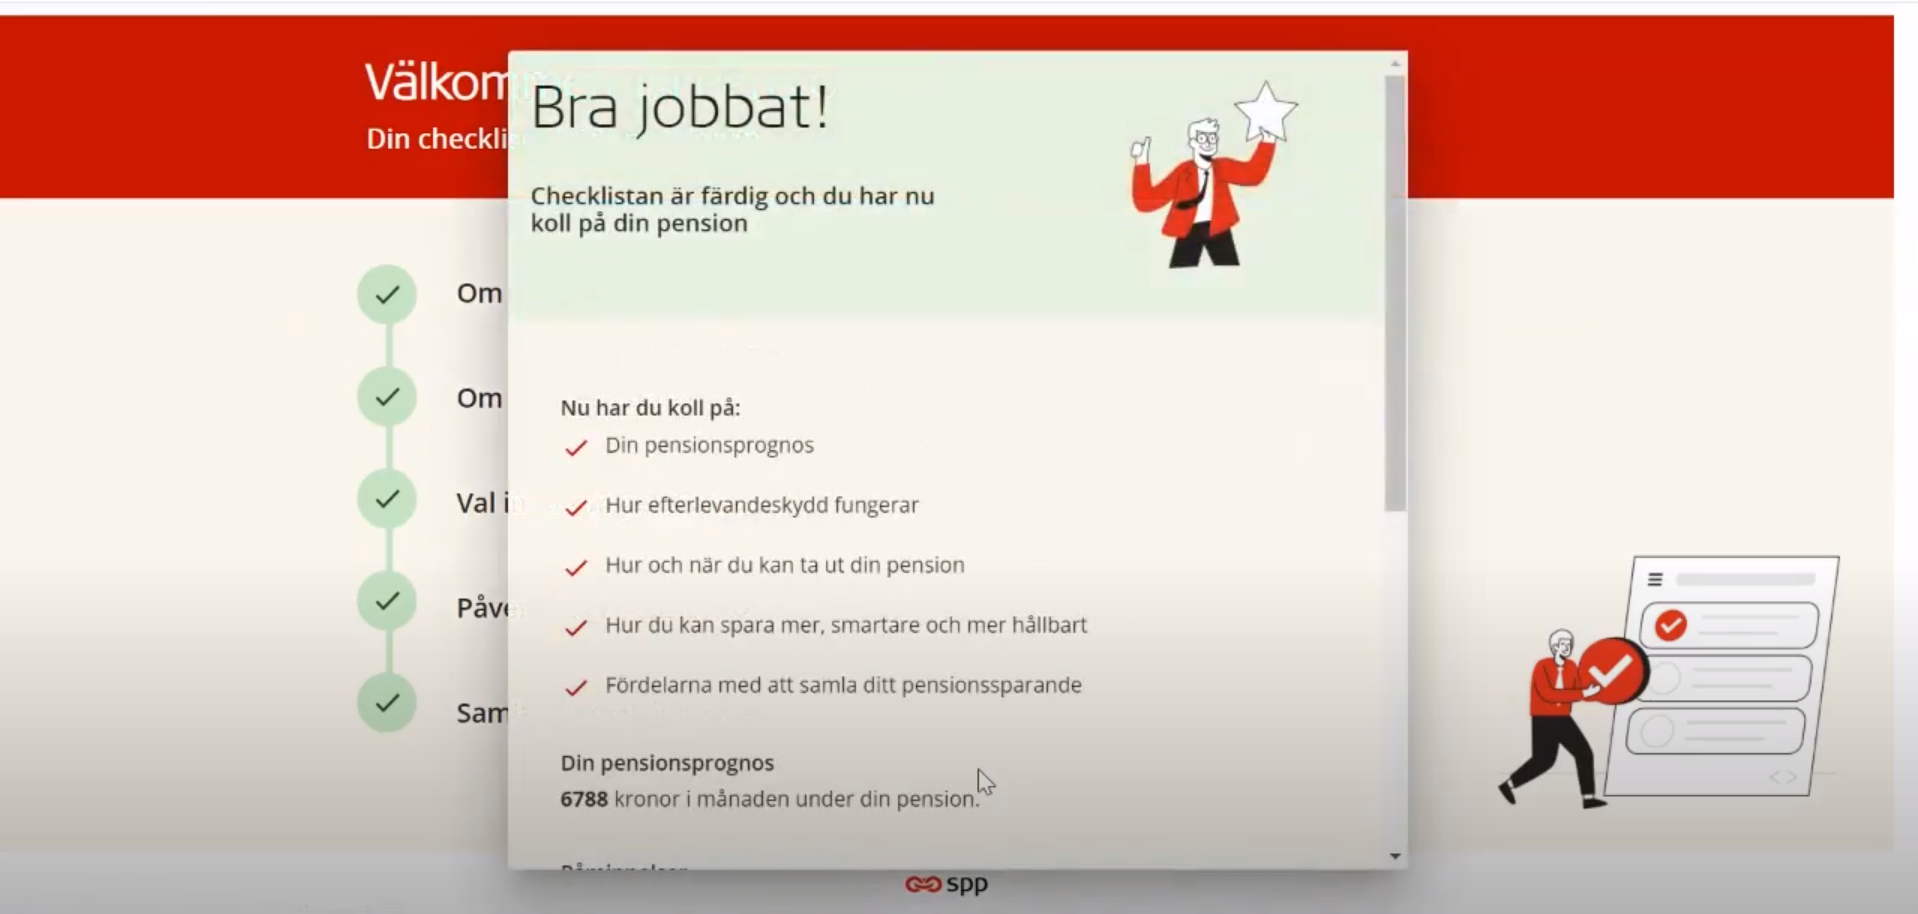 Välkom
Din checklis
Bra jobbat!
Checklistan är färdig och du har nu
koll på din pension
Om
Om
Val i
Påve
Sam
Nu har du koll på:
Din pensionsprognos
Hur efterlevandeskydd fungerar
Hur och när du kan ta ut din pension
Hur du kan spara mer, smartare och mer hållbart
Fördelarna med att samla ditt pensionssparande
Din pensionsprognos
6788 kronor i månaden under din pension.
spp